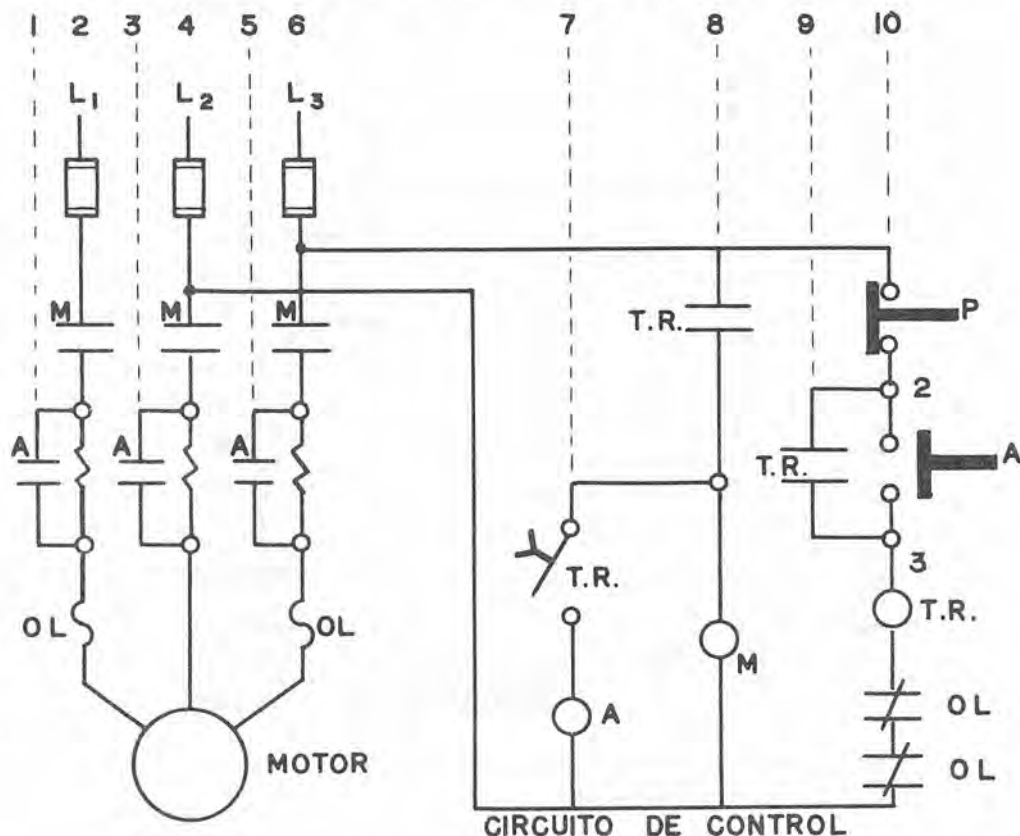 1 2 3 4 5 6 7 8 9 10
L1 L2 L3
M M M T.R. P
2
A A A T.R. A
T.R. 3
T.R.
OL OL M
A OL
MOTOR OL
CIRCUITO DE CONTROL